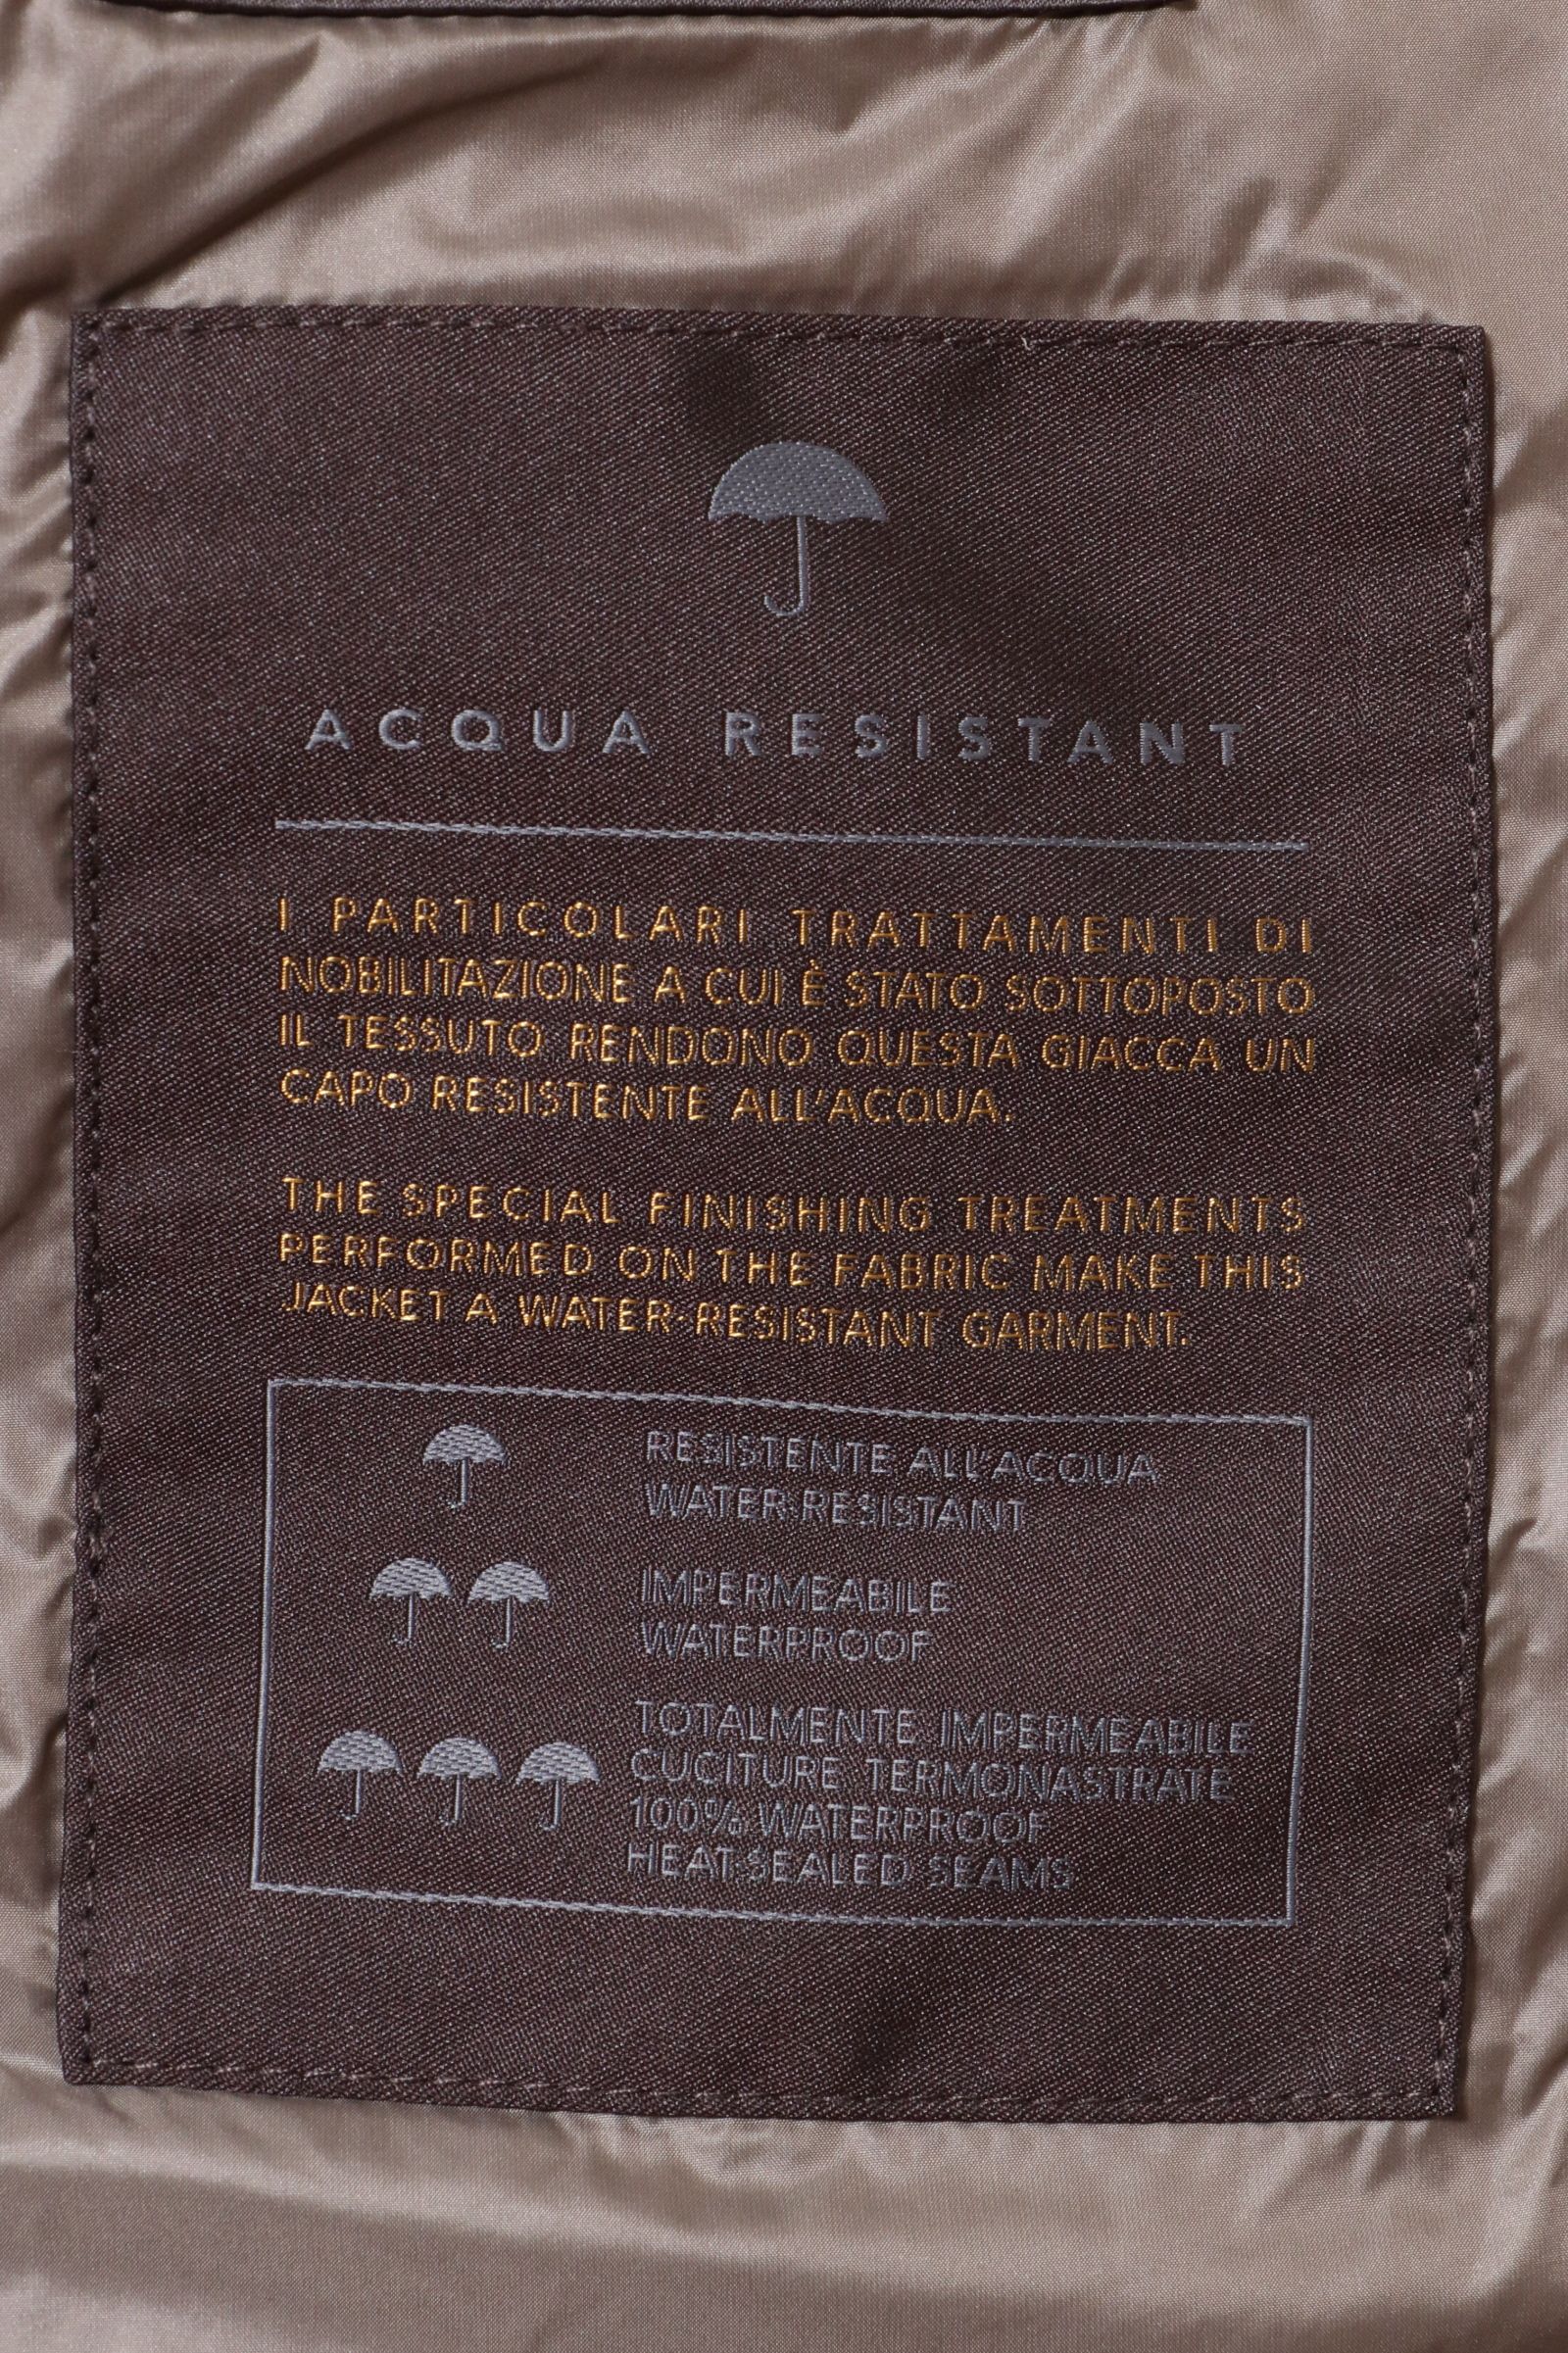 ACQUA RESISTANT
I PARTICOLARI TRATTAMENTI DI
NOBILITAZIONE A CUI È STATO SOTTOPOSTO
IL TESSUTO RENDONO QUESTA GIACCA UN
CAPO RESISTENTE ALL'ACQUA.
THE SPECIAL FINISHING TREATMENTS
PERFORMED ON THE FABRIC MAKE THIS
JACKET A WATER-RESISTANT GARMENT.
RESISTENTE ALL'ACQUA
WATER-RESISTANT
IMPERMEABILE
WATERPROOF
TOTALMENTE IMPERMEABILE
CUCITURE TERMONASTRATE
100% WATERPROOF
HEAT-SEALED SEAMS